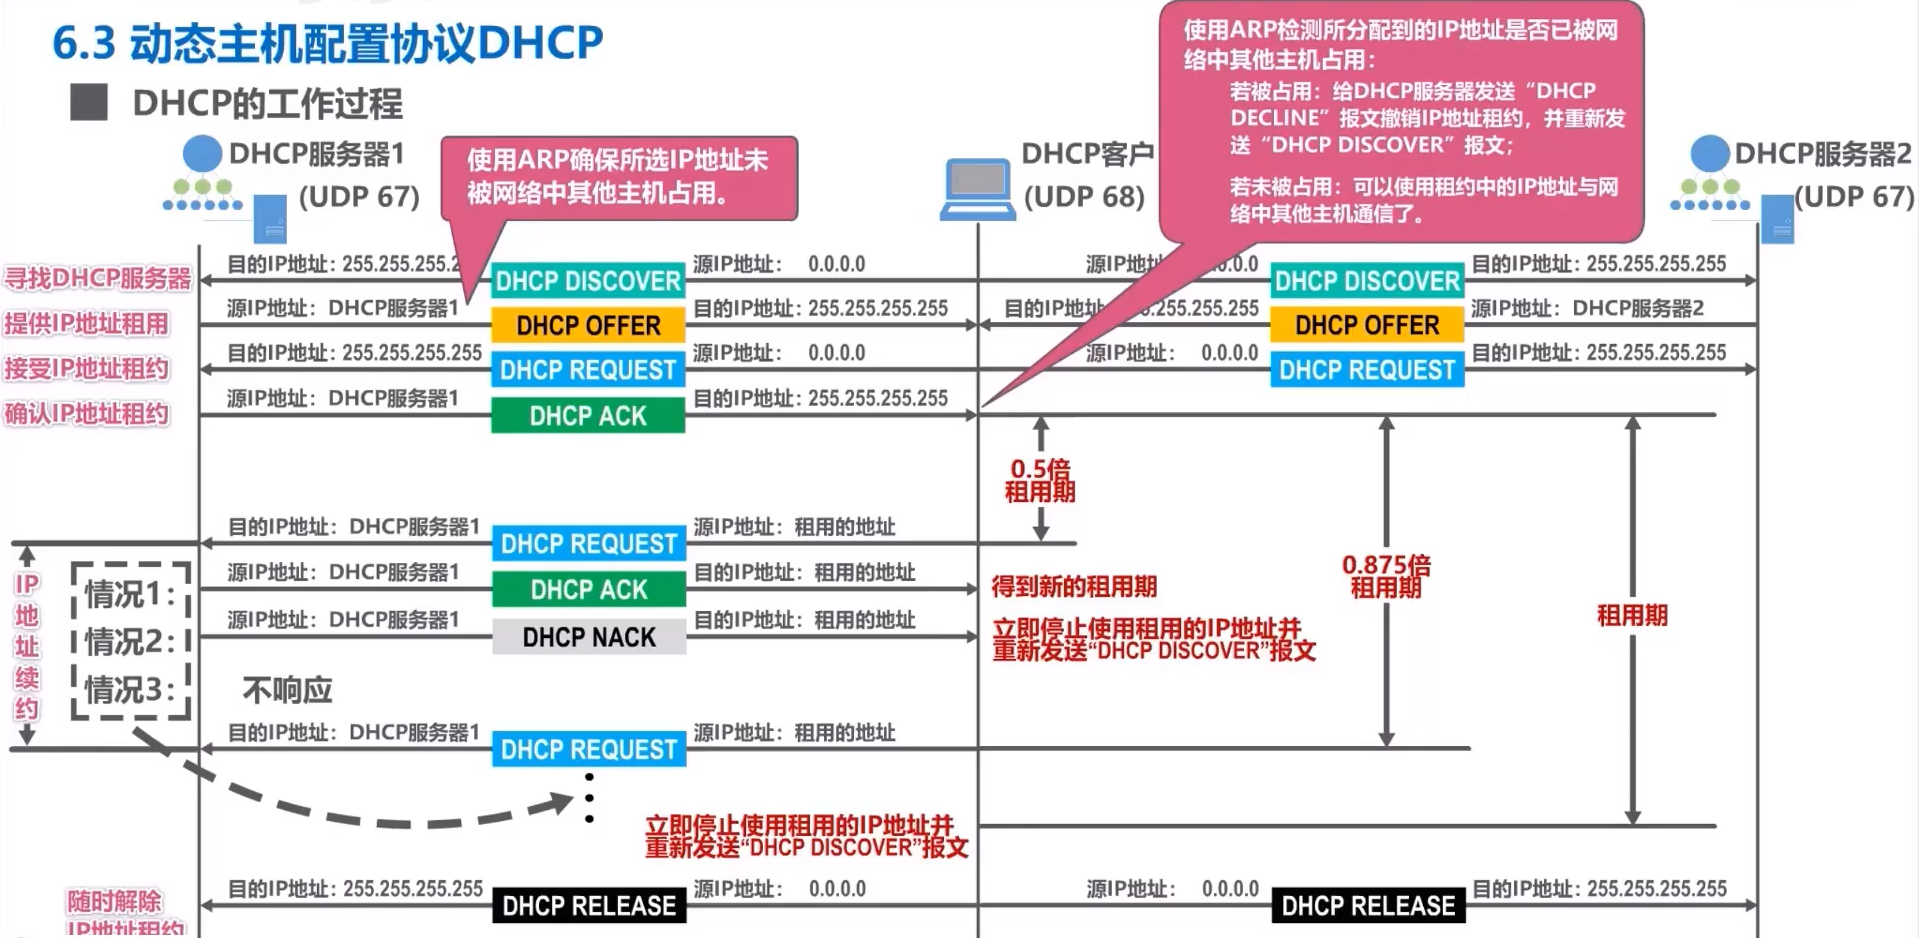 6.3 动态主机配置协议DHCP
DHCP的工作过程
使用ARP检测所分配到的IP地址是否已被网
络中其他主机占用：
若被占用：给DHCP服务器发送“DHCP
DECLINE”报文撤销IP地址租约，并重新发
送“DHCP DISCOVER”报文；
若未被占用：可以使用租约中的IP地址与网
络中其他主机通信了。
DHCP服务器1
(UDP 67)
使用ARP确保所选IP地址未
被网络中其他主机占用。
DHCP客户
(UDP 68)
DHCP服务器2
(UDP 67)
寻找DHCP服务器
目的IP地址：255.255.255.2
DHCP DISCOVER
源IP地址： 0.0.0.0
源IP地
.0.0
DHCP DISCOVER
目的IP地址：255.255.255.255
提供IP地址租用
源IP地址：DHCP服务器1
DHCP OFFER
目的IP地址：255.255.255.255
目的IP地
.255.255.255
DHCP OFFER
源IP地址：DHCP服务器2
接受IP地址租约
目的IP地址：255.255.255.255
DHCP REQUEST
源IP地址： 0.0.0.0
源IP地址： 0.0.0.0
DHCP REQUEST
目的IP地址：255.255.255.255
确认IP地址租约
源IP地址：DHCP服务器1
DHCP ACK
目的IP地址：255.255.255.255
0.5倍
租用期
0.875倍
租用期
租用期
IP地址续约
目的IP地址：DHCP服务器1
DHCP REQUEST
源IP地址：租用的地址
情况1：
源IP地址：DHCP服务器1
DHCP ACK
目的IP地址：租用的地址
得到新的租用期
情况2：
源IP地址：DHCP服务器1
DHCP NACK
目的IP地址：租用的地址
立即停止使用租用的IP地址并
重新发送“DHCP DISCOVER”报文
情况3：
不响应
目的IP地址：DHCP服务器1
DHCP REQUEST
源IP地址：租用的地址
立即停止使用租用的IP地址并
重新发送“DHCP DISCOVER”报文
随时解除
IP地址租约
目的IP地址：255.255.255.255
DHCP RELEASE
源IP地址： 0.0.0.0
源IP地址： 0.0.0.0
DHCP RELEASE
目的IP地址：255.255.255.255